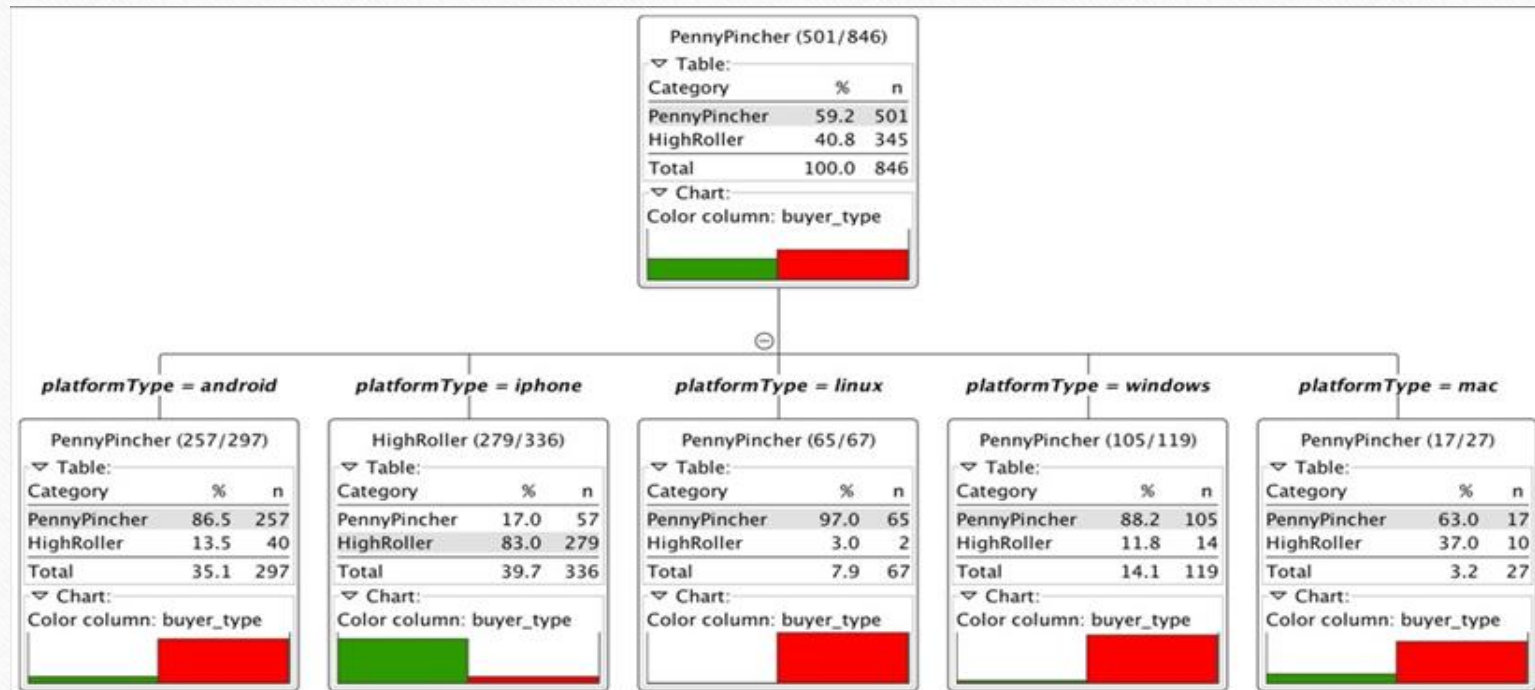 PennyPincher (501/846)
Table:
Category % n
PennyPincher 59.2 501
HighRoller 40.8 345
Total 100.0 846
Chart:
Color column: buyer_type
platformType = android
PennyPincher (257/297)
Table:
Category % n
PennyPincher 86.5 257
HighRoller 13.5 40
Total 35.1 297
Chart:
Color column: buyer_type
platformType = iphone
HighRoller (279/336)
Table:
Category % n
PennyPincher 17.0 57
HighRoller 83.0 279
Total 39.7 336
Chart:
Color column: buyer_type
platformType = linux
PennyPincher (65/67)
Table:
Category % n
PennyPincher 97.0 65
HighRoller 3.0 2
Total 7.9 67
Chart:
Color column: buyer_type
platformType = windows
PennyPincher (105/119)
Table:
Category % n
PennyPincher 88.2 105
HighRoller 11.8 14
Total 14.1 119
Chart:
Color column: buyer_type
platformType = mac
PennyPincher (17/27)
Table:
Category % n
PennyPincher 63.0 17
HighRoller 37.0 10
Total 3.2 27
Chart:
Color column: buyer_type